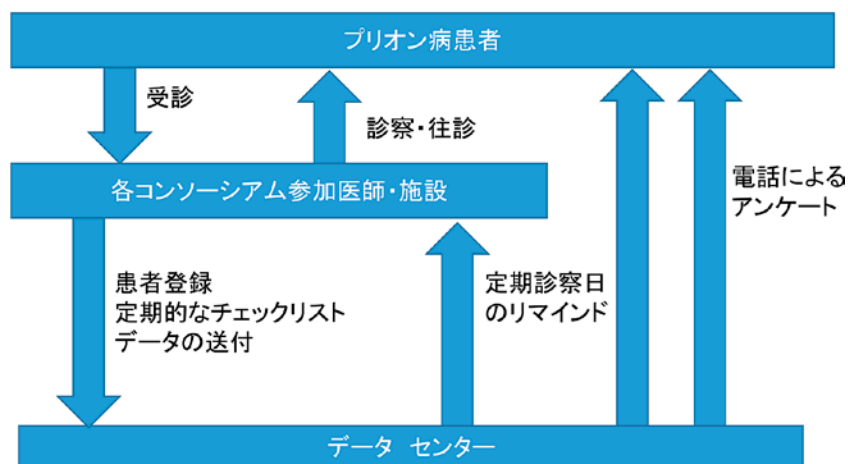 プリオン病患者
受診
診察・往診
各コンソーシアム参加医師・施設
電話による
アンケート
患者登録
定期的なチェックリスト
データの送付
定期診察日
のリマインド
データ センター